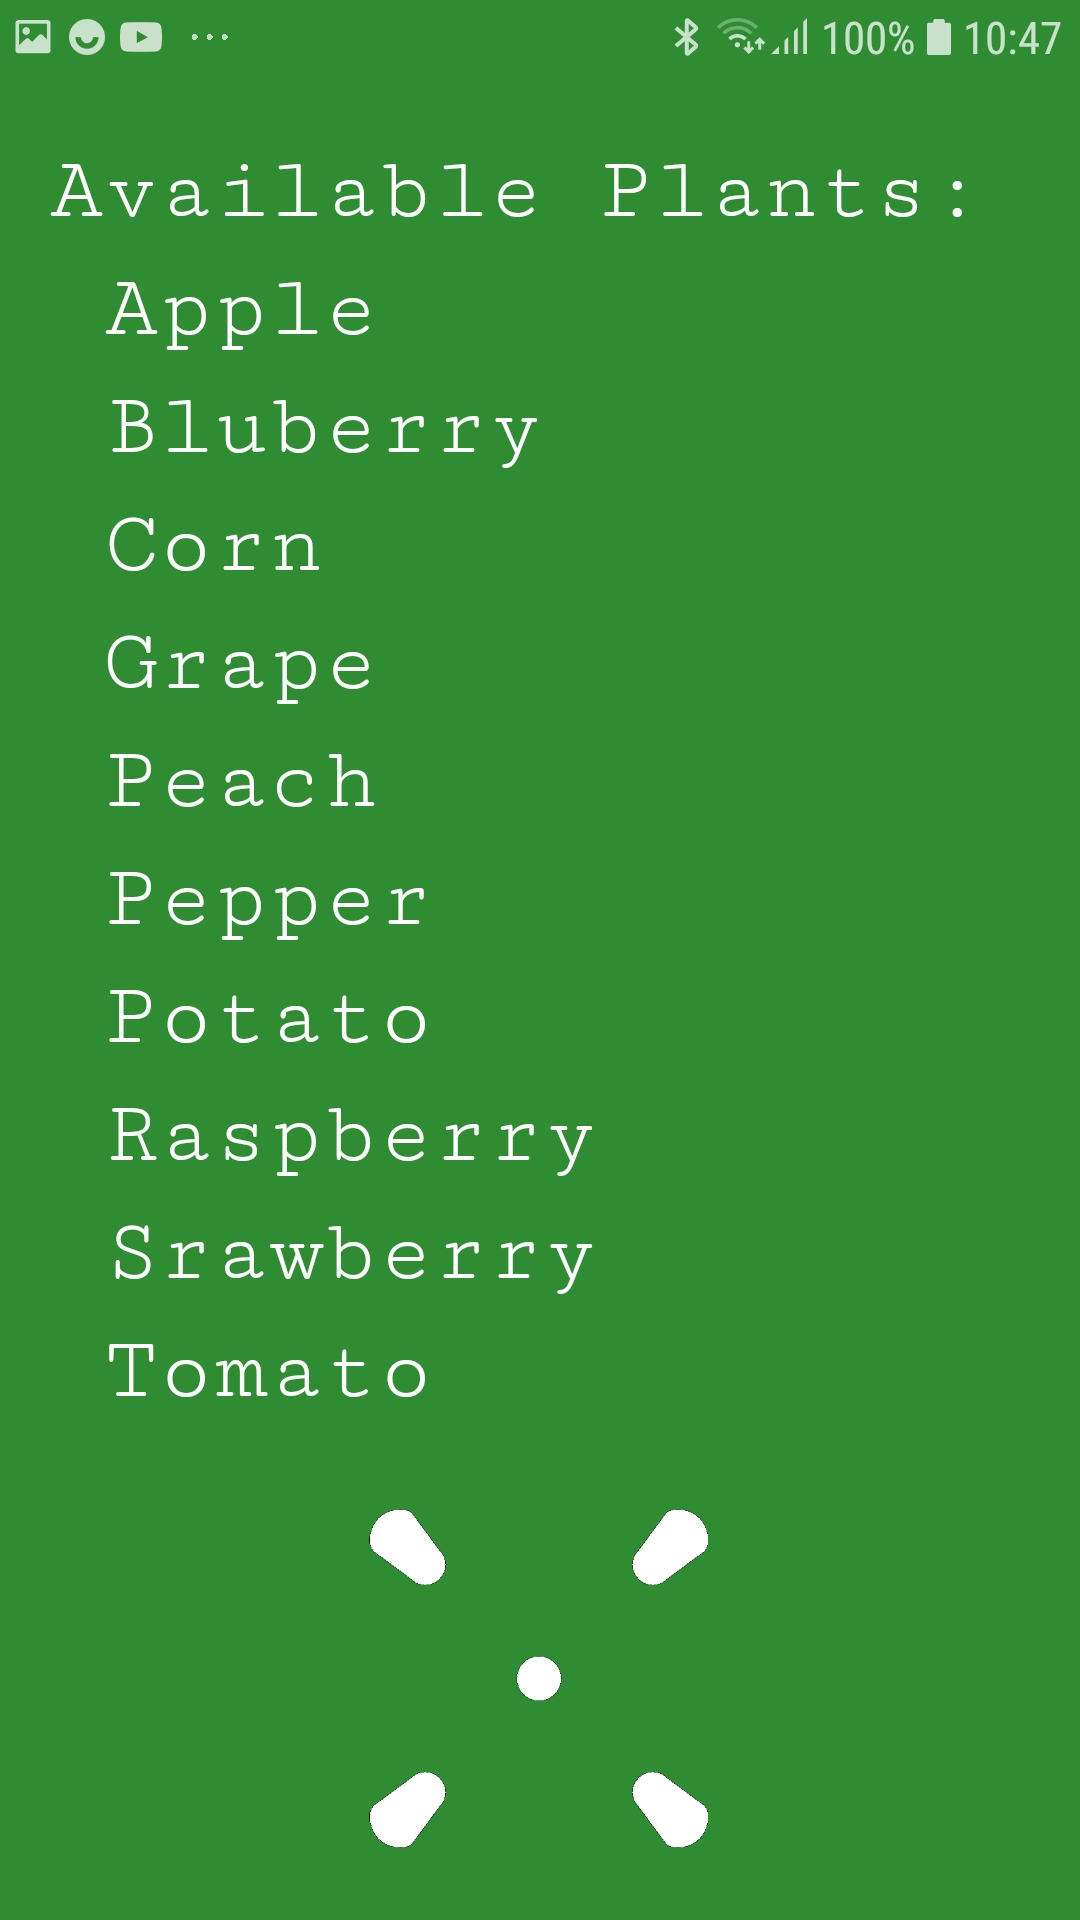 100% 10:47
Available Plants:
Apple
Bluberry
Corn
Grape
Peach
Pepper
Potato
Raspberry
Srawberry
Tomato